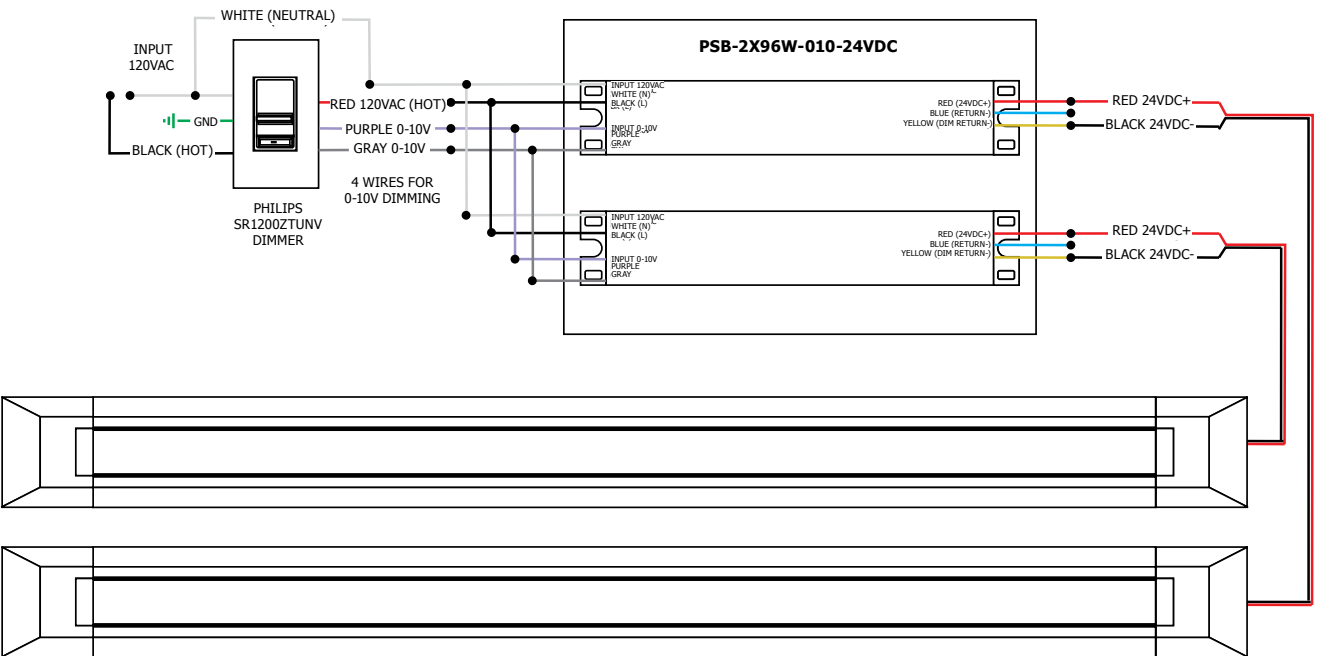 WHITE (NEUTRAL)
INPUT
120VAC
GND
BLACK (HOT)
PHILIPS
SR1200ZTUNV
DIMMER
RED 120VAC (HOT)
PURPLE 0-10V
GRAY 0-10V
4 WIRES FOR
0-10V DIMMING
PSB-2X96W-010-24VDC
INPUT 120VAC
WHITE (N)
BLACK (L)
INPUT 0-10V
PURPLE
GRAY
RED (24VDC+)
BLUE (RETURN-)
YELLOW (DIM RETURN-)
RED 24VDC+
BLACK 24VDC-
INPUT 120VAC
WHITE (N)
BLACK (L)
INPUT 0-10V
PURPLE
GRAY
RED (24VDC+)
BLUE (RETURN-)
YELLOW (DIM RETURN-)
RED 24VDC+
BLACK 24VDC-